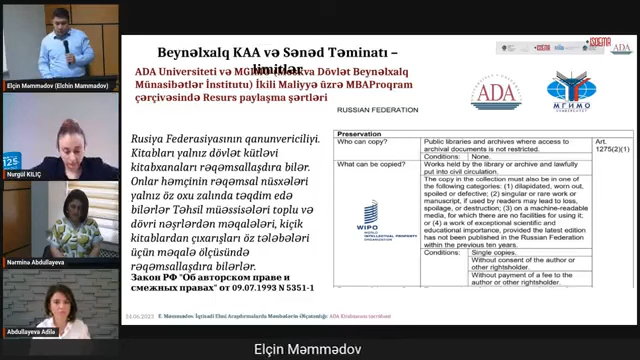 Elçin Məmmədov (Elchin Mammadov)
Nurgül KILIÇ
Nərminə Abdullayeva
Abdullayeva Adilə
Beynəlxalq KAA və Sənəd Təminatı –
limitlər
ADA Universiteti və MGIMO (Moskva Dövlət Beynəlxalq
Münasibətlər İnstitutu) İkili Maliyyə üzrə MBAProqram
çərçivəsində Resurs paylaşma şərtləri
ADA
МГИМО
RUSSIAN FEDERATION
Rusiya Federasiyasının qanunvericiliyi.
Kitabları yalnız dövlət kütləvi
kitabxanaları rəqəmsallaşdıra bilər.
Onlar həmçinin rəqəmsal nüsxələri
yalnız öz oxu zalında təqdim edə
bilərlər Təhsil müəssisələri toplu və
dövri nəşrlərdən məqalələri, kiçik
kitablardan çıxarışları öz tələbələri
üçün məqalə ölçüsündə
rəqəmsallaşdıra bilərlər.
Закон РФ "Об авторском праве и
смежных правах" от 09.07.1993 N 5351-1
WIPO
WORLD
INTELLECTUAL PROPERTY
ORGANIZATION
Preservation
Who can copy?
Public libraries and archives where access to
archival documents is not restricted.
Art.
1275(2)(1)
Conditions: None.
What can be copied?
Works held by the library or archive and lawfully
put into civil circulation.
The copy in the collection must also be in one of
the following categories: (1) dilapidated, worn out,
spoiled or defective; (2) singular or rare work or
manuscript, if used by readers may lead to loss,
spoilage, or destruction; (3) on a machine-readable
media, for which there are no facilities for using it;
or (4) a work of exceptional scientific and
educational importance, provided the latest edition
has not been published in the Russian Federation
within the previous ten years.
Conditions: Single copies.
Without consent of the author or
other rightsholder.
Without payment of a fee to the
author or other rightsholder.
E. Məmmədov. İqtisadi Elmi Araşdırmalarda Mənbələrin Əlçatanlığı: ADA Kitabxanası təcrübəsi
Elçin Məmmədov